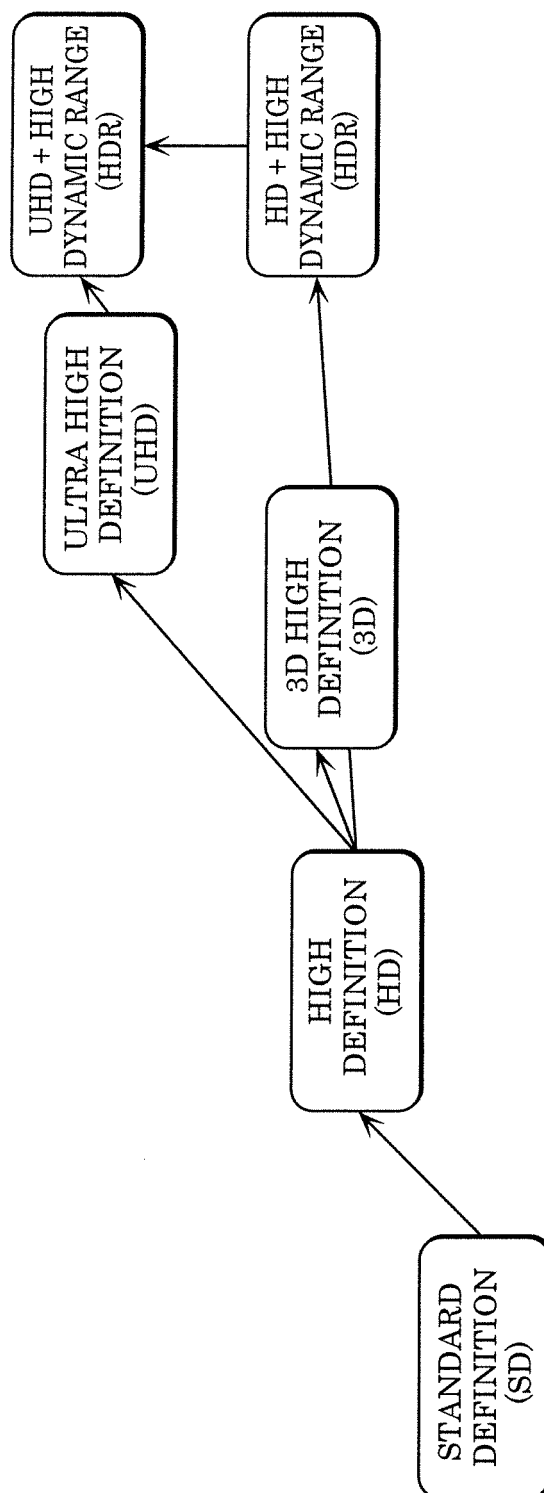 STANDARD
DEFINITION
(SD)
HIGH
DEFINITION
(HD)
3D HIGH
DEFINITION
(3D)
ULTRA HIGH
DEFINITION
(UHD)
HD + HIGH
DYNAMIC RANGE
(HDR)
UHD + HIGH
DYNAMIC RANGE
(HDR)